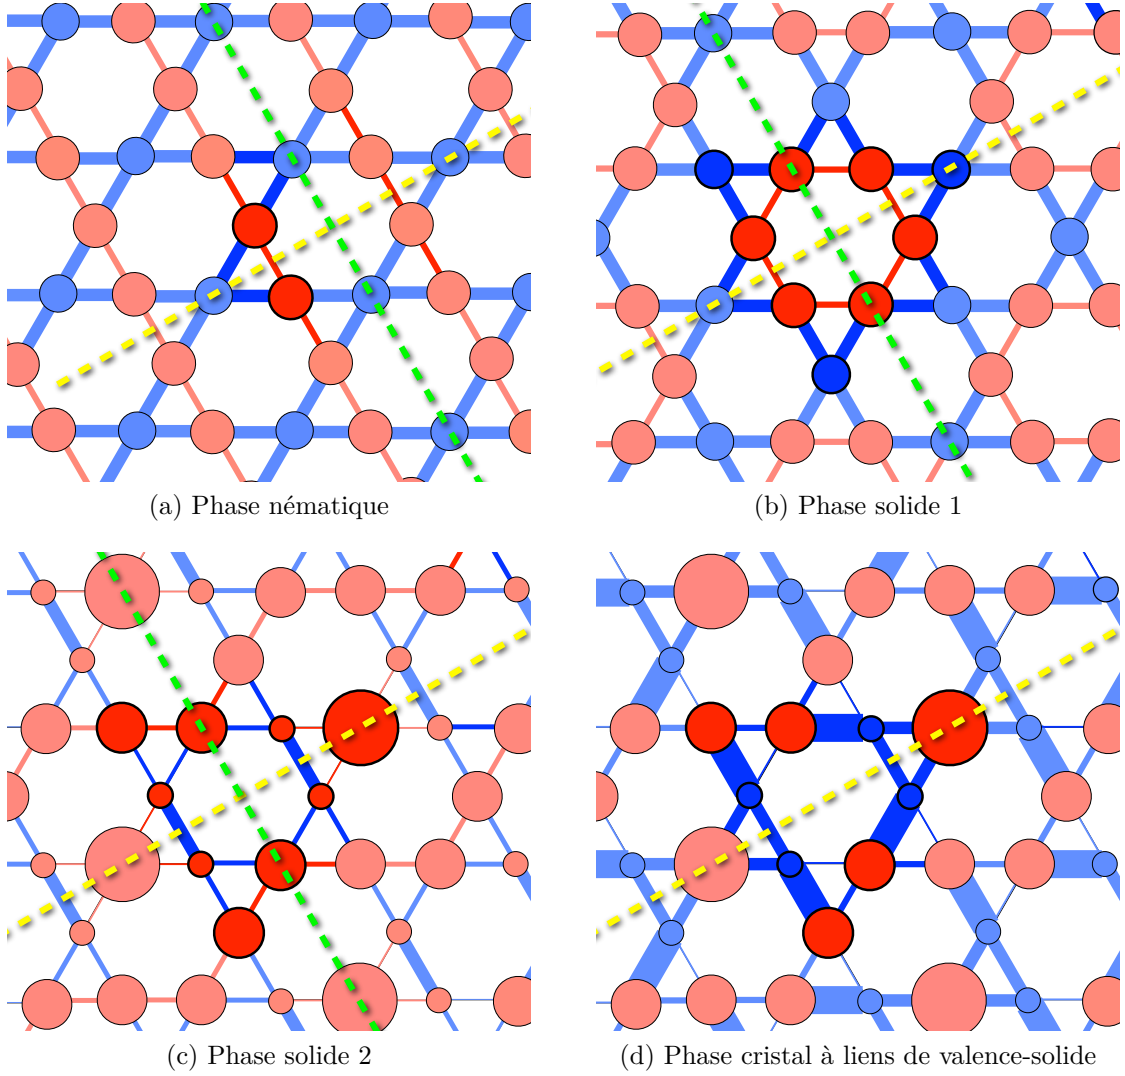 (a) Phase nématique
(b) Phase solide 1
(c) Phase solide 2
(d) Phase cristal à liens de valence-solide